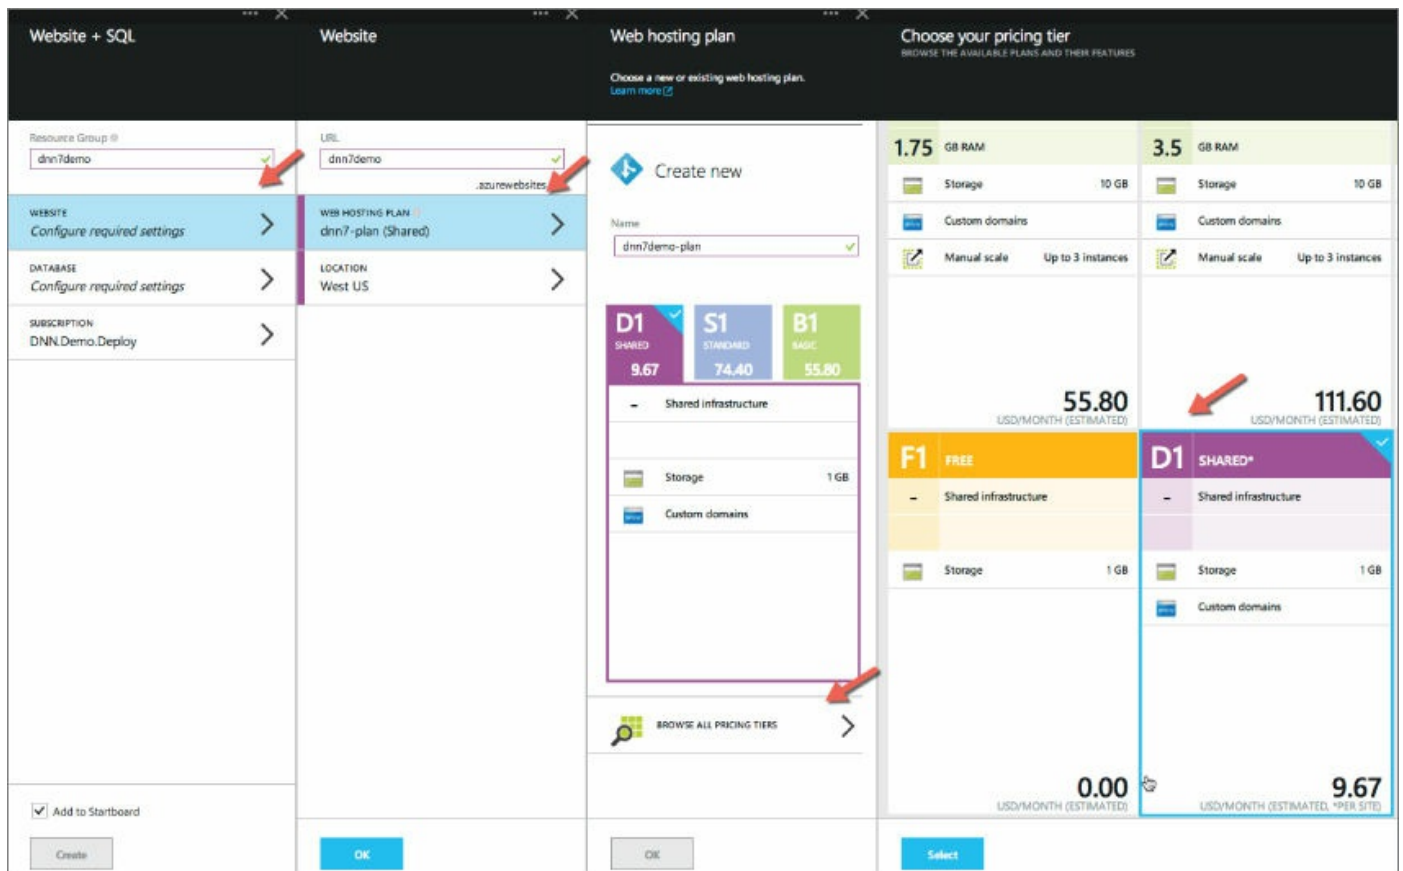 Website + SQL
Resource Group
dnn7demo
WEBSITE
Configure required settings
DATABASE
Configure required settings
SUBSCRIPTION
DNN.Demo.Deploy
Add to Startboard
Create
Website
URL
dnn7demo
.azurewebsites
WEB HOSTING PLAN
dnn7-plan (Shared)
LOCATION
West US
OK
Web hosting plan
Choose a new or existing web hosting plan.
Learn more
Create new
Name
dnn7demo-plan
D1
SHARED
9.67
S1
STANDARD
74.40
B1
BASIC
55.80
- Shared infrastructure
Storage 1 GB
Custom domains
BROWSE ALL PRICING TIERS
OK
Choose your pricing tier
BROWSE THE AVAILABLE PLANS AND THEIR FEATURES
1.75 GB RAM
Storage 10 GB
Custom domains
Manual scale Up to 3 instances
55.80
USD/MONTH (ESTIMATED)
3.5 GB RAM
Storage 10 GB
Custom domains
Manual scale Up to 3 instances
111.60
USD/MONTH (ESTIMATED)
F1 FREE
- Shared infrastructure
Storage 1 GB
0.00
USD/MONTH (ESTIMATED)
D1 SHARED*
- Shared infrastructure
Storage 1 GB
Custom domains
9.67
USD/MONTH (ESTIMATED, *PER SITE)
Select